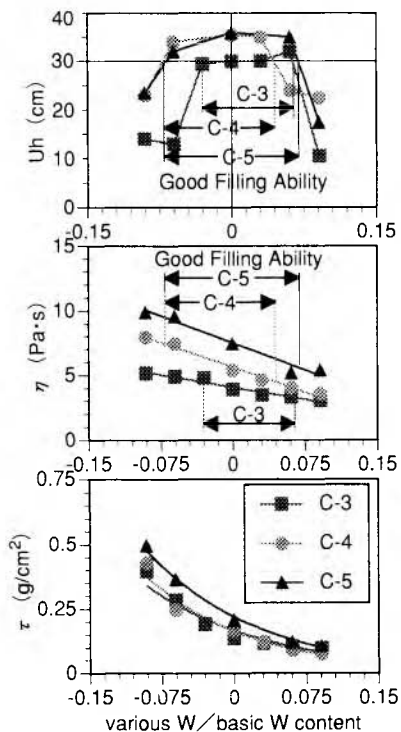 40
30
20
10
0
Uh (cm)
C-3
C-4
C-5
Good Filling Ability
-0.15
0
0.15
15
10
5
0
η (Pa·s)
Good Filling Ability
C-5
C-4
C-3
-0.15
-0.075
0
0.075
0.15
0.75
0.5
0.25
0
τ (g/cm²)
C-3
C-4
C-5
-0.15
-0.075
0
0.075
0.15
various W/basic W content